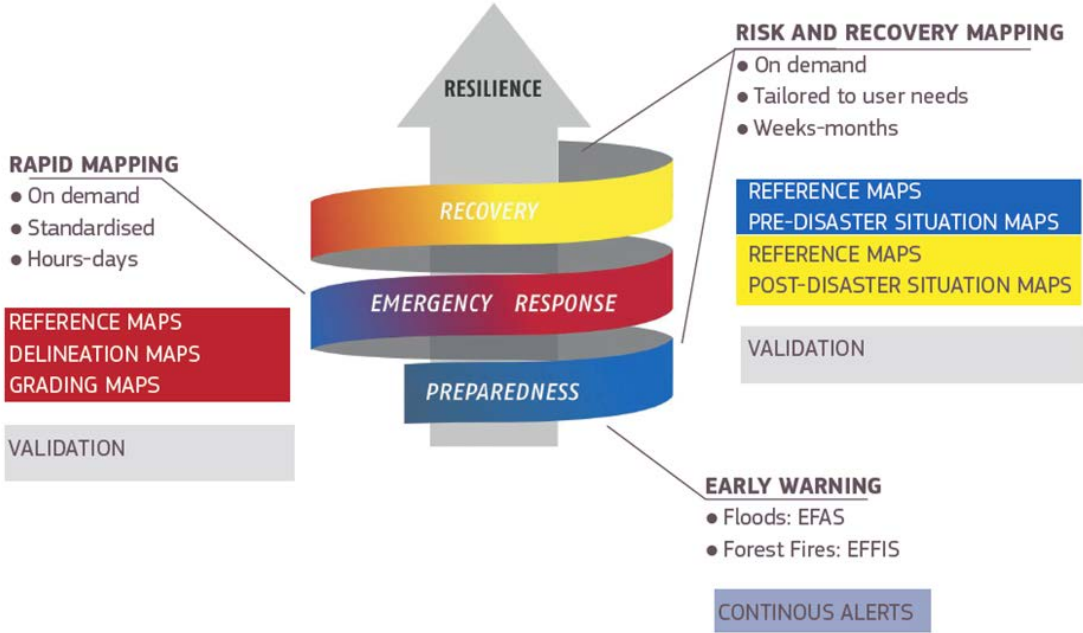 RISK AND RECOVERY MAPPING
● On demand
● Tailored to user needs
● Weeks-months
RESILIENCE
RAPID MAPPING
● On demand
● Standardised
● Hours-days
RECOVERY
REFERENCE MAPS
PRE-DISASTER SITUATION MAPS
REFERENCE MAPS
POST-DISASTER SITUATION MAPS
EMERGENCY RESPONSE
REFERENCE MAPS
DELINEATION MAPS
GRADING MAPS
VALIDATION
PREPAREDNESS
VALIDATION
EARLY WARNING
● Floods: EFAS
● Forest Fires: EFFIS
CONTINOUS ALERTS